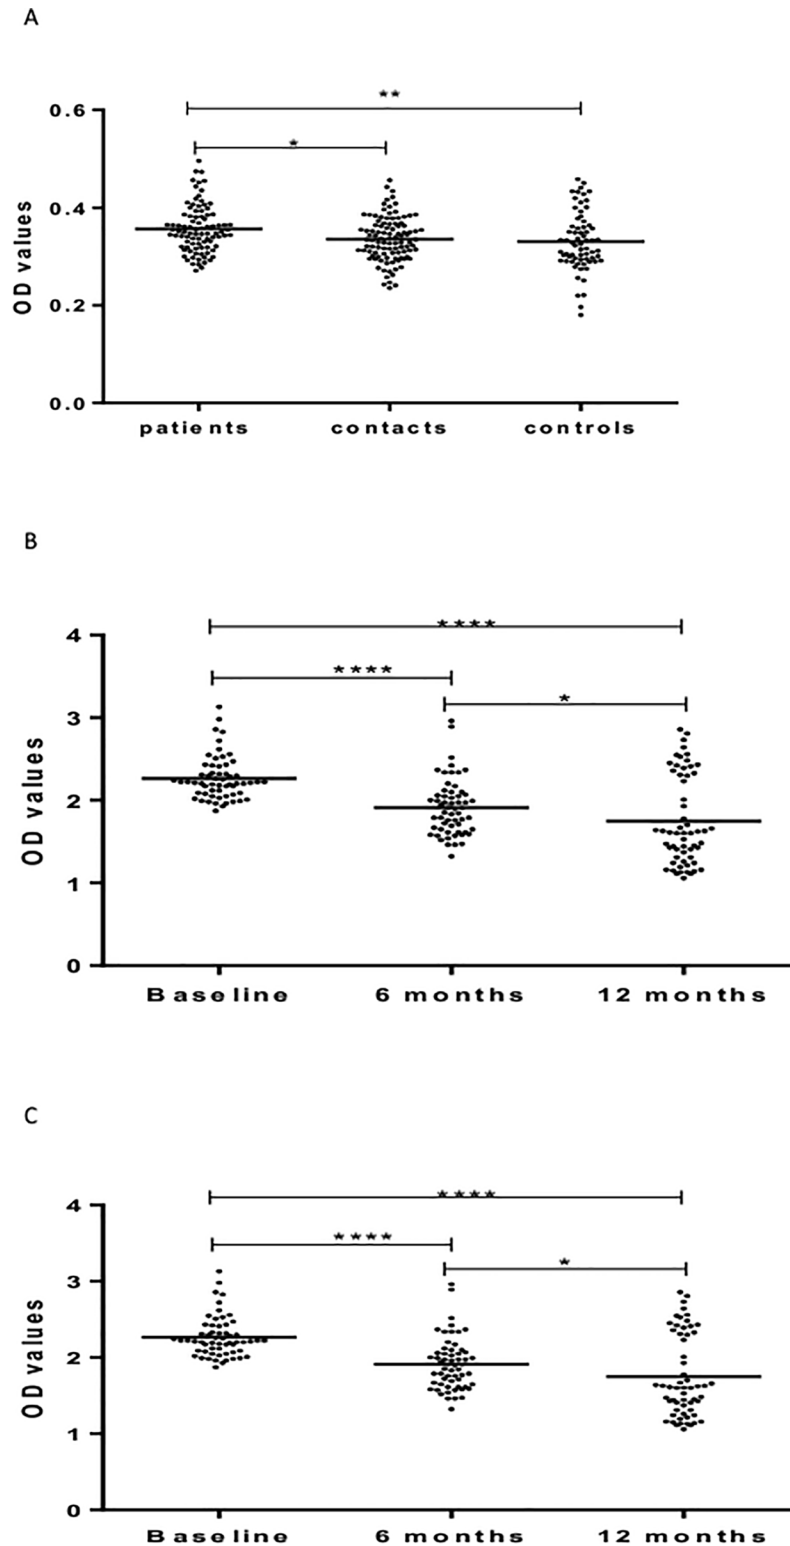 A
**
0.6
*
0.4
OD values
0.2
0.0
patients contacts controls
B
****
4
****
*
3
OD values
2
1
0
Baseline 6 months 12 months
C
****
4
****
*
3
OD values
2
1
0
Baseline 6 months 12 months